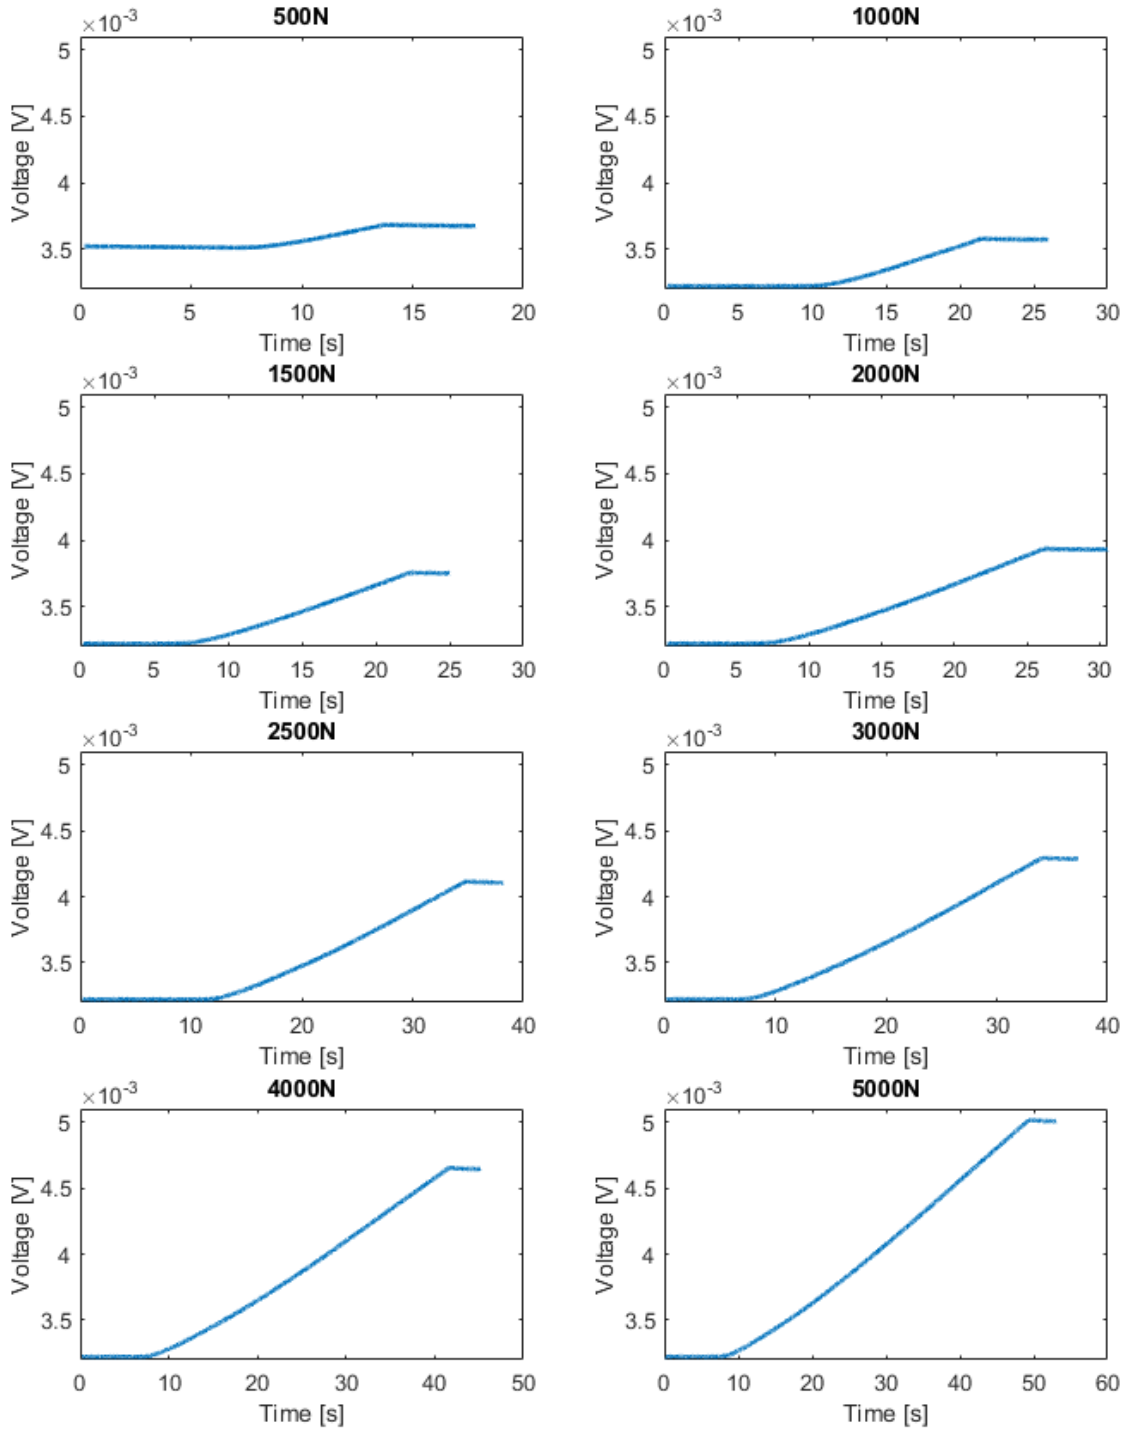 500N
×10-3
5
4.5
4
3.5
Voltage [V]
0 5 10 15 20
Time [s]
1000N
×10-3
5
4.5
4
3.5
Voltage [V]
0 5 10 15 20 25 30
Time [s]
1500N
×10-3
5
4.5
4
3.5
Voltage [V]
0 5 10 15 20 25 30
Time [s]
2000N
×10-3
5
4.5
4
3.5
Voltage [V]
0 5 10 15 20 25 30
Time [s]
2500N
×10-3
5
4.5
4
3.5
Voltage [V]
0 10 20 30 40
Time [s]
3000N
×10-3
5
4.5
4
3.5
Voltage [V]
0 10 20 30 40
Time [s]
4000N
×10-3
5
4.5
4
3.5
Voltage [V]
0 10 20 30 40 50
Time [s]
5000N
×10-3
5
4.5
4
3.5
Voltage [V]
0 10 20 30 40 50 60
Time [s]